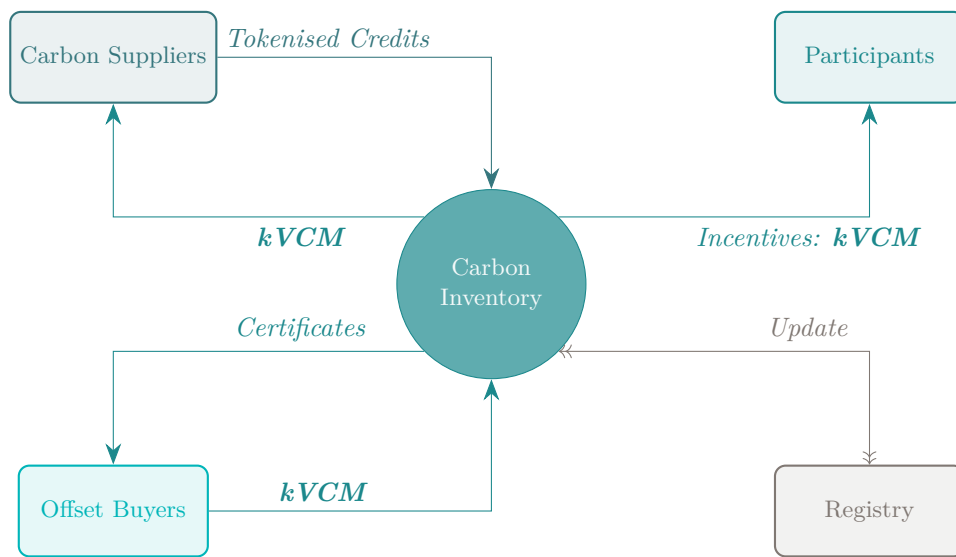 Carbon Suppliers
Tokenised Credits
Participants
kVCM
Incentives: kVCM
Carbon
Inventory
Certificates
Update
Offset Buyers
kVCM
Registry